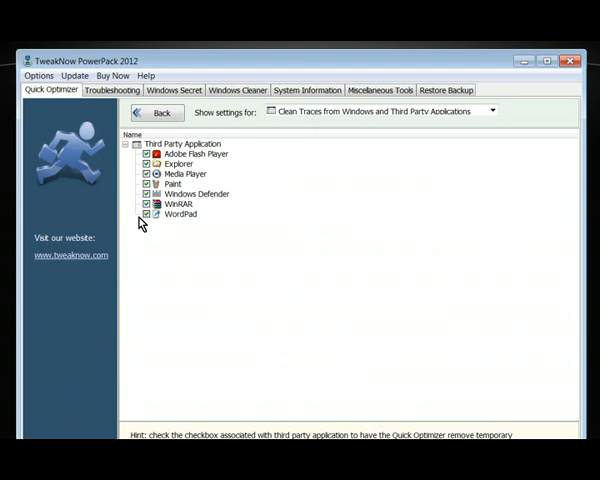 TweakNow PowerPack 2012
Options Update Buy Now Help
Quick Optimizer Troubleshooting Windows Secret Windows Cleaner System Information Miscellaneous Tools Restore Backup
Back Show settings for: Clean Traces from Windows and Third Party Applications
Name
Third Party Application
Adobe Flash Player
Explorer
Media Player
Paint
Windows Defender
WinRAR
WordPad
Visit our website:
www.tweaknow.com
Hint: check the checkbox associated with third party application to have the Quick Optimizer remove temporary